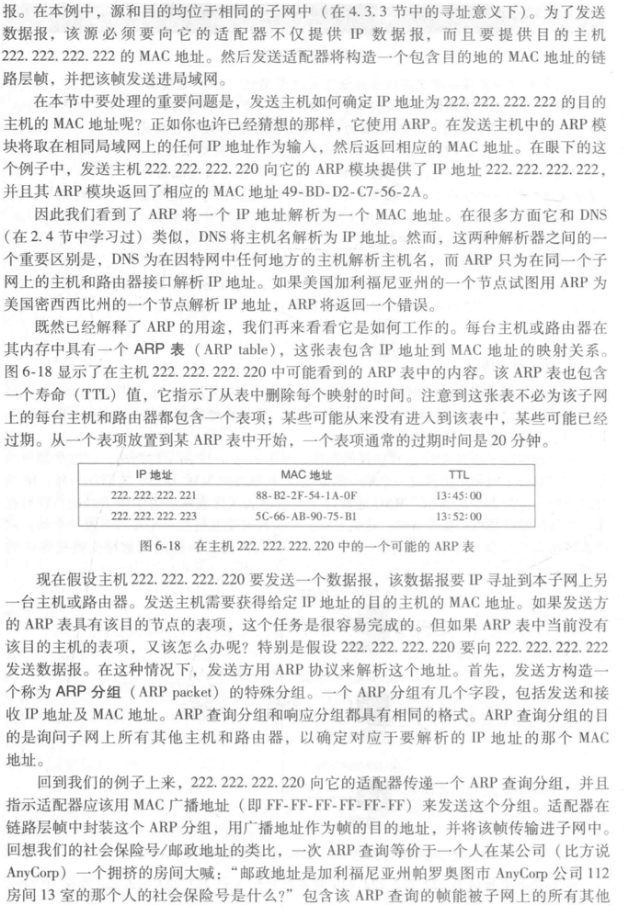 报。在本例中，源和目的均位于相同的子网中（在4.3.3节中的寻址意义下）。为了发送
数据报，该源必须要向它的适配器不仅提供 IP 数据报，而且要提供目的主机
222.222.222.222 的 MAC 地址。然后发送适配器将构造一个包含目的地的 MAC 地址的链
路层帧，并把该帧发送进局域网。
在本节中要处理的重要问题是，发送主机如何确定 IP 地址为 222.222.222.222 的目的
主机的 MAC 地址呢？正如你也许已经猜想的那样，它使用 ARP。在发送主机中的 ARP 模
块将取在相同局域网上的任何 IP 地址作为输入，然后返回相应的 MAC 地址。在眼下的这
个例子中，发送主机 222.222.222.220 向它的 ARP 模块提供了 IP 地址 222.222.222.222，
并且其 ARP 模块返回了相应的 MAC 地址 49-BD-D2-C7-56-2A。
因此我们看到了 ARP 将一个 IP 地址解析为一个 MAC 地址。在很多方面它和 DNS
（在 2.4 节中学习过）类似，DNS 将主机名解析为 IP 地址。然而，这两种解析器之间的一
个重要区别是，DNS 为在因特网中任何地方的主机解析主机名，而 ARP 只为在同一个子
网上的主机和路由器接口解析 IP 地址。如果美国加利福尼亚州的一个节点试图用 ARP 为
美国密西西比州的一个节点解析 IP 地址，ARP 将返回一个错误。
既然已经解释了 ARP 的用途，我们再来看看它是如何工作的。每台主机或路由器在
其内存中具有一个 ARP 表（ARP table），这张表包含 IP 地址到 MAC 地址的映射关系。
图 6-18 显示了在主机 222.222.222.220 中可能看到的 ARP 表中的内容。该 ARP 表也包含
一个寿命（TTL）值，它指示了从表中删除每个映射的时间。注意到这张表不必为该子网
上的每台主机和路由器都包含一个表项；某些可能从来没有进入到该表中，某些可能已经
过期。从一个表项放置到某 ARP 表中开始，一个表项通常的过期时间是 20 分钟。
IP 地址 MAC 地址 TTL
222.222.222.221 88-B2-2F-54-1A-0F 13:45:00
222.222.222.223 5C-66-AB-90-75-B1 13:52:00
图 6-18 在主机 222.222.222.220 中的一个可能的 ARP 表
现在假设主机 222.222.222.220 要发送一个数据报，该数据报要 IP 寻址到本子网上另
一台主机或路由器。发送主机需要获得给定 IP 地址的目的主机的 MAC 地址。如果发送方
的 ARP 表具有该目的节点的表项，这个任务是很容易完成的。但如果 ARP 表中当前没有
该目的主机的表项，又该怎么办呢？特别是假设 222.222.222.220 要向 222.222.222.222
发送数据报。在这种情况下，发送方用 ARP 协议来解析这个地址。首先，发送方构造一
个称为 ARP 分组（ARP packet）的特殊分组。一个 ARP 分组有几个字段，包括发送和接
收 IP 地址及 MAC 地址。ARP 查询分组和响应分组都具有相同的格式。ARP 查询分组的目
的是询问子网上所有其他主机和路由器，以确定对应于要解析的 IP 地址的那个 MAC
地址。
回到我们的例子上来，222.222.222.220 向它的适配器传递一个 ARP 查询分组，并且
指示适配器应该用 MAC 广播地址（即 FF-FF-FF-FF-FF-FF）来发送这个分组。适配器在
链路层帧中封装这个 ARP 分组，用广播地址作为帧的目的地址，并将该帧传输进子网中。
回想我们的社会保险号/邮政地址的类比，一次 ARP 查询等价于一个人在某公司（比方说
AnyCorp）一个拥挤的房间大喊：“邮政地址是加利福尼亚州帕罗奥图市 AnyCorp 公司 112
房间 13 室的那个人的社会保险号是什么？”包含该 ARP 查询的帧能被子网上的所有其他